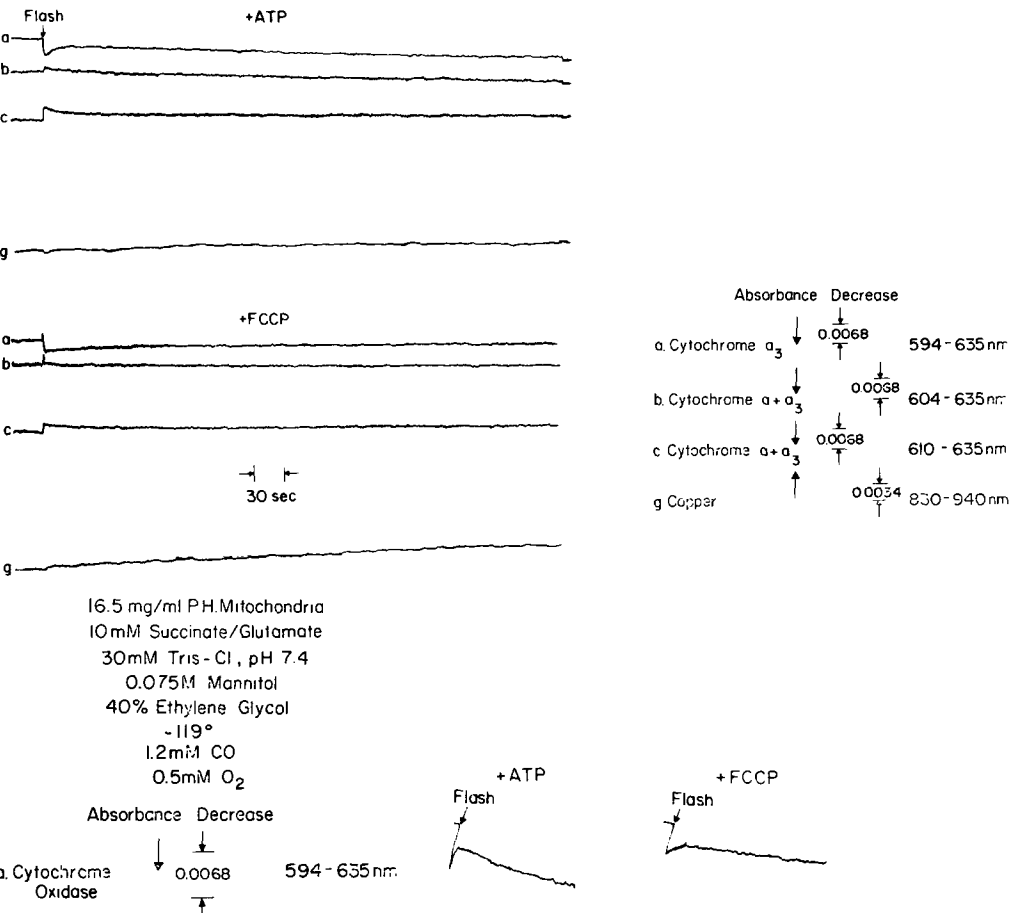 Flash
+ATP
a
b
c
g
+FCCP
a
b
c
30 sec
g
Absorbance Decrease
a. Cytochrome a3 0.0068 594-635nm
b. Cytochrome a+a3 0.0068 604-635nm
c Cytochrome a+a3 0.0068 610-635nm
g Copper 0.0034 830-940nm
16.5 mg/ml P.H. Mitochondria
10mM Succinate/Glutamate
30mM Tris-Cl, pH 7.4
0.075M Mannitol
40% Ethylene Glycol
-119°
1.2mM CO
0.5mM O2
Absorbance Decrease
a. Cytochrome Oxidase 0.0068 594-635nm
+ATP
Flash
+FCCP
Flash